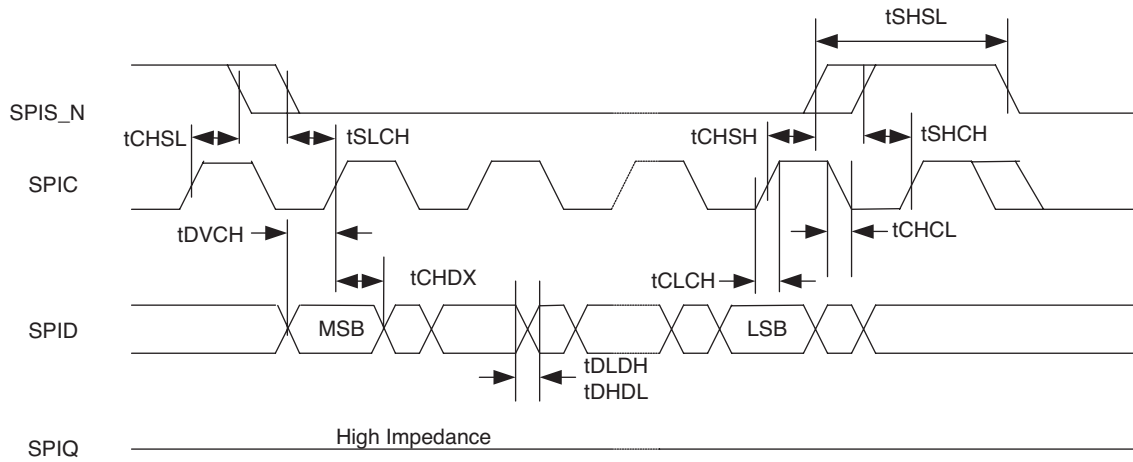 tSHSL
SPIS_N
tCHSL
tSLCH
tCHSH
tSHCH
SPIC
tDVCH
tCHCL
tCHDX
tCLCH
SPID
MSB
LSB
tDLDH
tDHDL
High Impedance
SPIQ